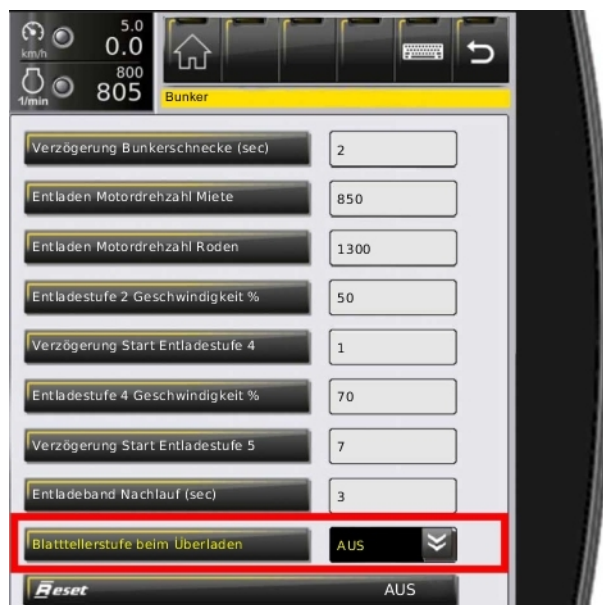 5.0
km/h 0.0
800
1/min 805
Bunker
Verzögerung Bunkerschnecke (sec) 2
Entladen Motordrehzahl Miete 850
Entladen Motordrehzahl Roden 1300
Entladestufe 2 Geschwindigkeit % 50
Verzögerung Start Entladestufe 4 1
Entladestufe 4 Geschwindigkeit % 70
Verzögerung Start Entladestufe 5 7
Entladeband Nachlauf (sec) 3
Blatttellerstufe beim Überladen AUS
Reset AUS